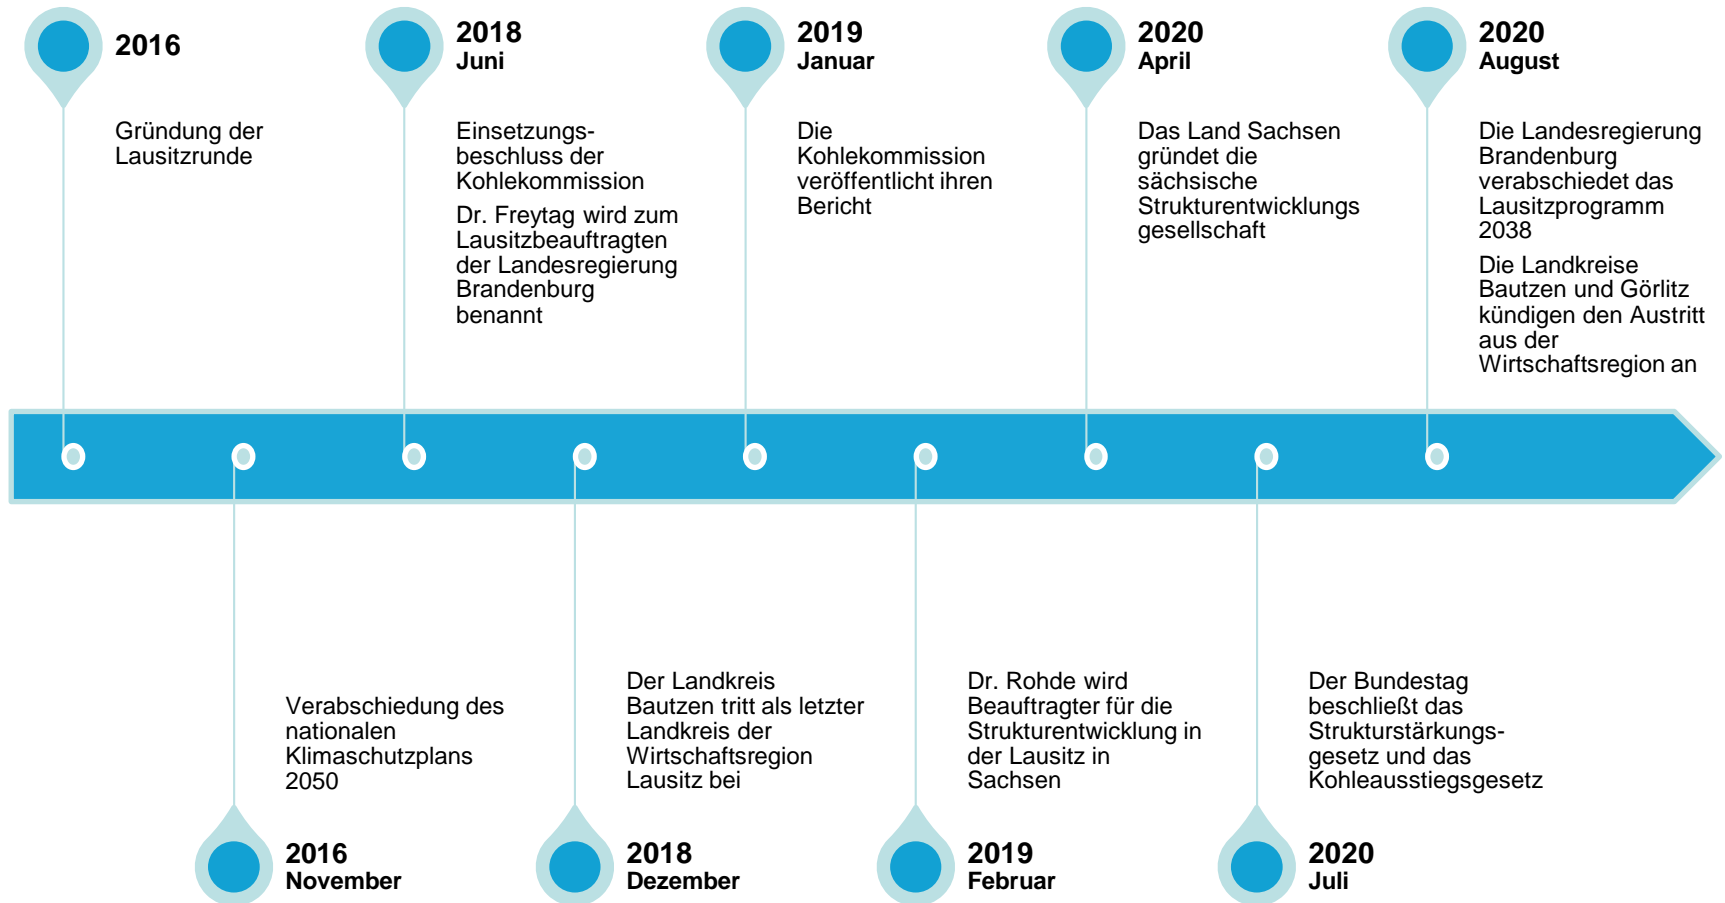 2016
Gründung der
Lausitzrunde
2018
Juni
Einsetzungs-
beschluss der
Kohlekommission
Dr. Freytag wird zum
Lausitzbeauftragten
der Landesregierung
Brandenburg
benannt
2019
Januar
Die
Kohlekommission
veröffentlicht ihren
Bericht
2020
April
Das Land Sachsen
gründet die
sächsische
Strukturentwicklungs
gesellschaft
2020
August
Die Landesregierung
Brandenburg
verabschiedet das
Lausitzprogramm
2038
Die Landkreise
Bautzen und Görlitz
kündigen den Austritt
aus der
Wirtschaftsregion an
Verabschiedung des
nationalen
Klimaschutzplans
2050
2016
November
Der Landkreis
Bautzen tritt als letzter
Landkreis der
Wirtschaftsregion
Lausitz bei
2018
Dezember
Dr. Rohde wird
Beauftragter für die
Strukturentwicklung in
der Lausitz in
Sachsen
2019
Februar
Der Bundestag
beschließt das
Strukturstärkungs-
gesetz und das
Kohleausstiegsgesetz
2020
Juli